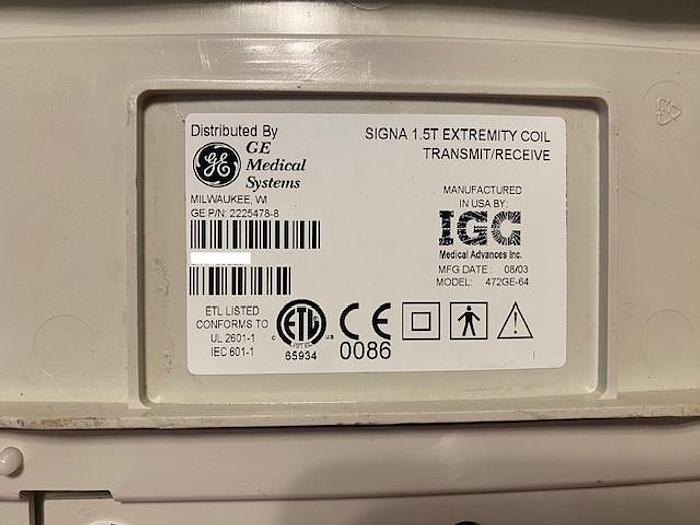 Distributed By
GE
Medical
Systems
MILWAUKEE, WI
GE P/N: 2225478-8
SIGNA 1.5T EXTREMITY COIL
TRANSMIT/RECEIVE
MANUFACTURED
IN USA BY:
IGC
Medical Advances Inc.
MFG DATE: 08/03
MODEL: 472GE-64
ETL LISTED
CONFORMS TO
UL 2601-1
IEC 601-1
C ETL US
LISTED
65934
CE
0086